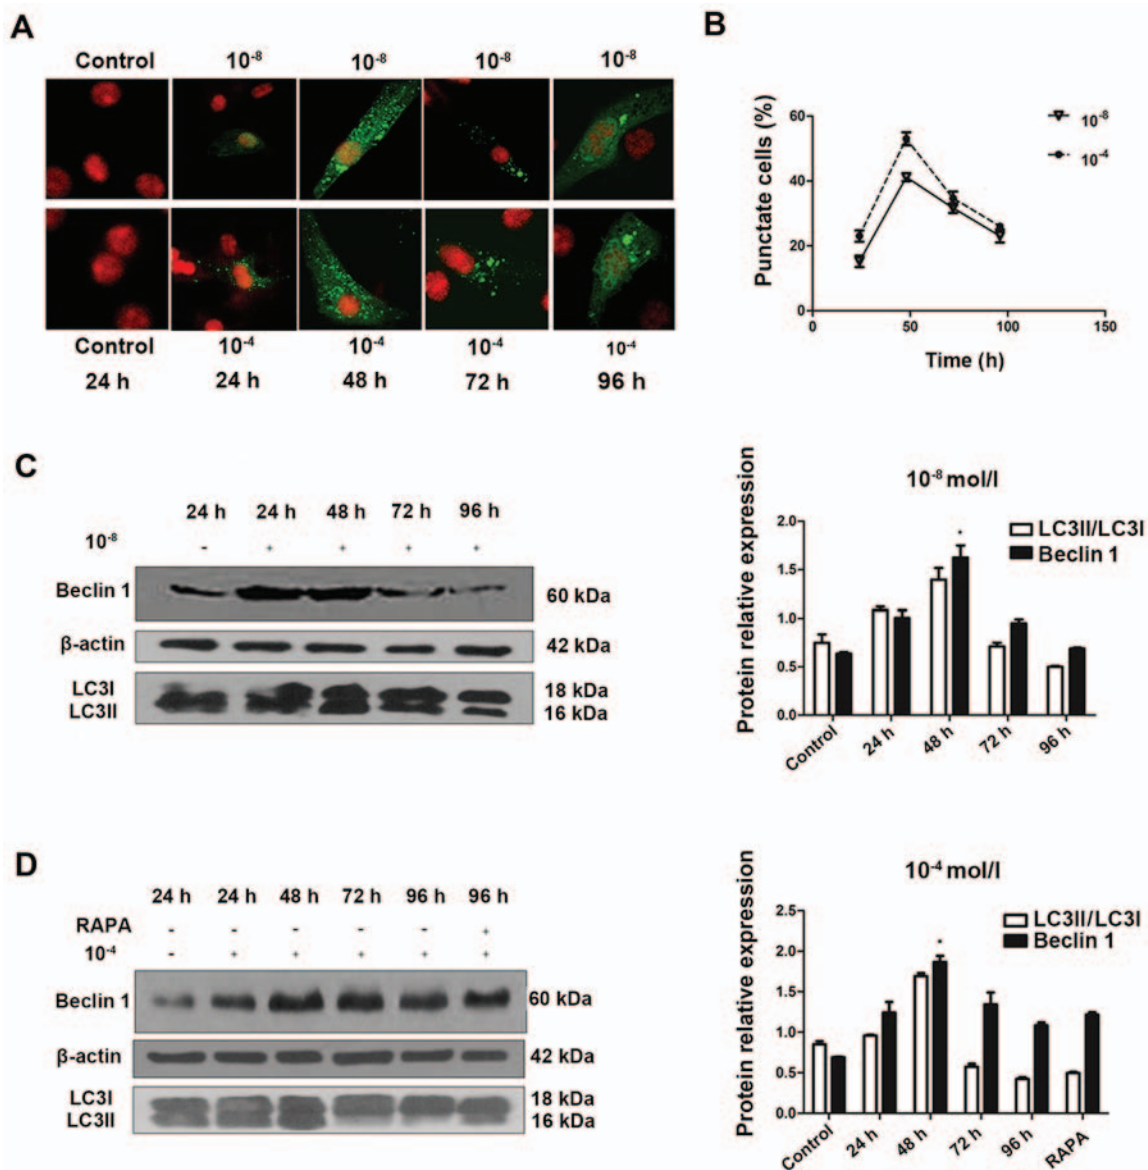 A
Control 10⁻⁸ 10⁻⁸ 10⁻⁸ 10⁻⁸
Control 10⁻⁴ 10⁻⁴ 10⁻⁴ 10⁻⁴
24 h 24 h 48 h 72 h 96 h
B
Punctate cells (%)
60
40
20
0
0 50 100 150
Time (h)
10⁻⁸
10⁻⁴
C
24 h 24 h 48 h 72 h 96 h
10⁻⁸ - + + + +
Beclin 1 60 kDa
β-actin 42 kDa
LC3I 18 kDa
LC3II 16 kDa
10⁻⁸ mol/l
Protein relative expression
2.0
1.5
1.0
0.5
0.0
LC3II/LC3I
Beclin 1
*
Control 24 h 48 h 72 h 96 h
D
24 h 24 h 48 h 72 h 96 h 96 h
RAPA - - - - - +
10⁻⁴ - + + + + +
Beclin 1 60 kDa
β-actin 42 kDa
LC3I 18 kDa
LC3II 16 kDa
10⁻⁴ mol/l
Protein relative expression
2.5
2.0
1.5
1.0
0.5
0.0
LC3II/LC3I
Beclin 1
*
Control 24 h 48 h 72 h 96 h RAPA